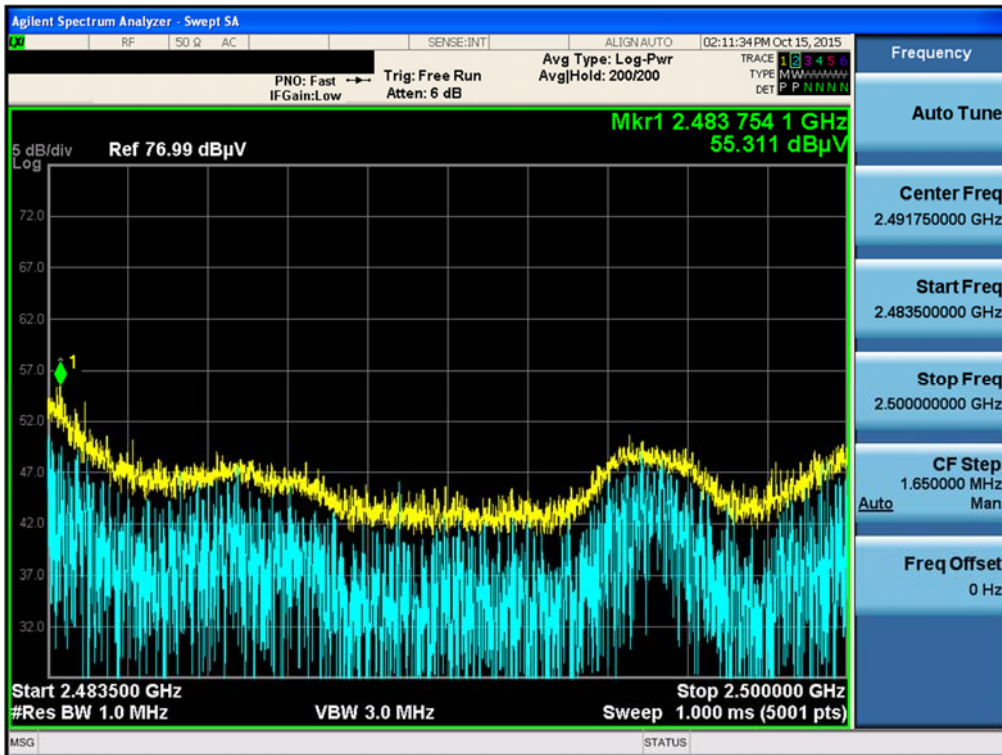 Agilent Spectrum Analyzer - Swept SA
LXI RF 50 Ω AC SENSE:INT ALIGN AUTO 02:11:34 PM Oct 15, 2015
PNO: Fast Trig: Free Run Avg Type: Log-Pwr TRACE 1 2 3 4 5 6
IFGain:Low Atten: 6 dB Avg|Hold: 200/200 TYPE M W
DET P P N N N N
Mkr1 2.483 754 1 GHz
55.311 dBµV
5 dB/div Ref 76.99 dBµV
Log
72.0
67.0
62.0
1
57.0
52.0
47.0
42.0
37.0
32.0
Start 2.483500 GHz Stop 2.500000 GHz
#Res BW 1.0 MHz VBW 3.0 MHz Sweep 1.000 ms (5001 pts)
MSG STATUS
Frequency
Auto Tune
Center Freq
2.491750000 GHz
Start Freq
2.483500000 GHz
Stop Freq
2.500000000 GHz
CF Step
1.650000 MHz
Auto Man
Freq Offset
0 Hz